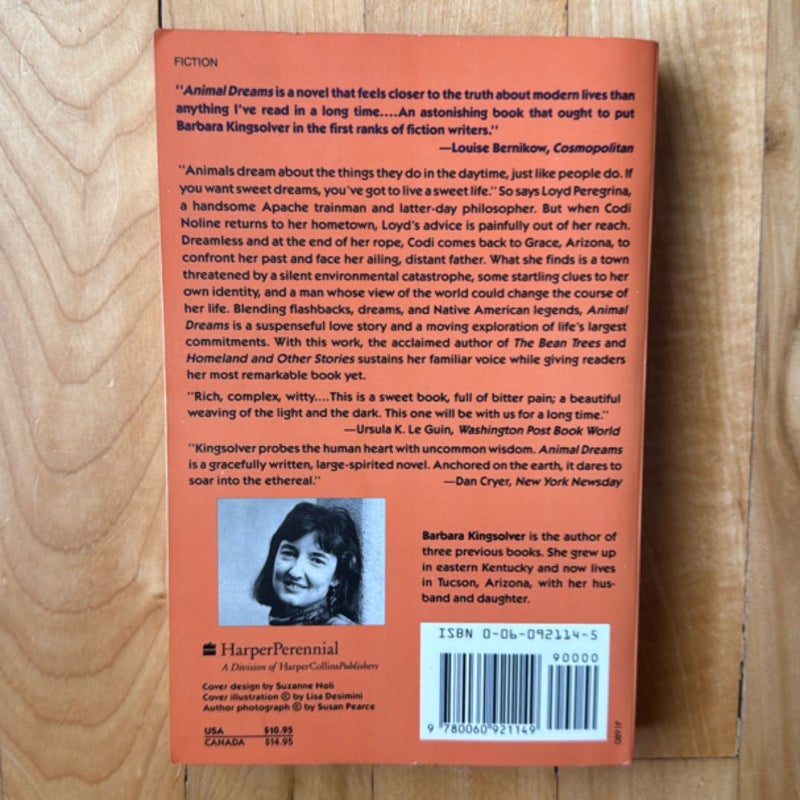 FICTION
"Animal Dreams is a novel that feels closer to the truth about modern lives than
anything I've read in a long time....An astonishing book that ought to put
Barbara Kingsolver in the first ranks of fiction writers."
—Louise Bernikow, Cosmopolitan
"Animals dream about the things they do in the daytime, just like people do. If
you want sweet dreams, you've got to live a sweet life." So says Loyd Peregrina,
a handsome Apache trainman and latter-day philosopher. But when Codi
Noline returns to her hometown, Loyd's advice is painfully out of her reach.
Dreamless and at the end of her rope, Codi comes back to Grace, Arizona, to
confront her past and face her ailing, distant father. What she finds is a town
threatened by a silent environmental catastrophe, some startling clues to her
own identity, and a man whose view of the world could change the course of
her life. Blending flashbacks, dreams, and Native American legends, Animal
Dreams is a suspenseful love story and a moving exploration of life's largest
commitments. With this work, the acclaimed author of The Bean Trees and
Homeland and Other Stories sustains her familiar voice while giving readers
her most remarkable book yet.
"Rich, complex, witty....This is a sweet book, full of bitter pain; a beautiful
weaving of the light and the dark. This one will be with us for a long time."
—Ursula K. Le Guin, Washington Post Book World
"Kingsolver probes the human heart with uncommon wisdom. Animal Dreams
is a gracefully written, large-spirited novel. Anchored on the earth, it dares to
soar into the ethereal."
—Dan Cryer, New York Newsday
Barbara Kingsolver is the author of
three previous books. She grew up
in eastern Kentucky and now lives
in Tucson, Arizona, with her hus-
band and daughter.
HarperPerennial
A Division of HarperCollinsPublishers
Cover design by Suzanne Noli
Cover illustration © by Lisa Desimini
Author photograph © by Susan Pearce
USA $10.95
CANADA $14.95
ISBN 0-06-092114-5
90000
9 780060 921149
0891P